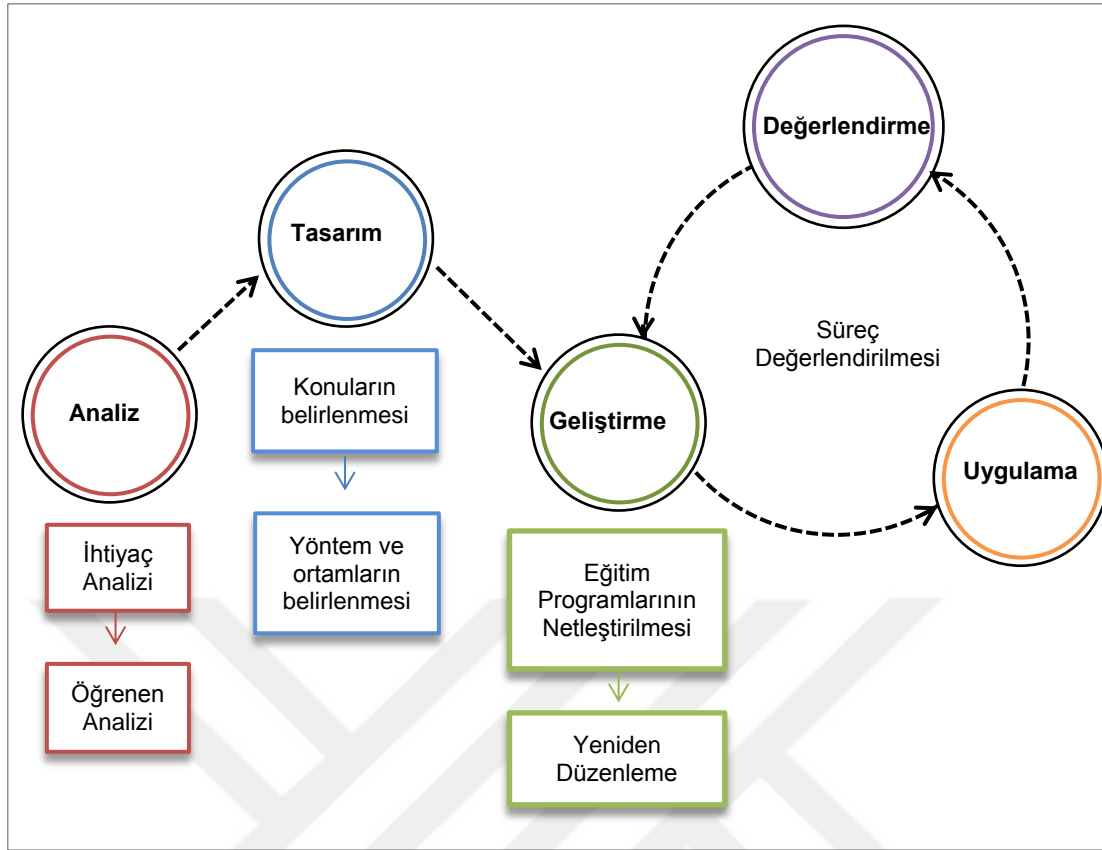 Analiz
İhtiyaç
Analizi
Öğrenen
Analizi
Tasarım
Konuların
belirlenmesi
Yöntem ve
ortamların
belirlenmesi
Geliştirme
Eğitim
Programlarının
Netleştirilmesi
Yeniden
Düzenleme
Değerlendirme
Süreç
Değerlendirilmesi
Uygulama